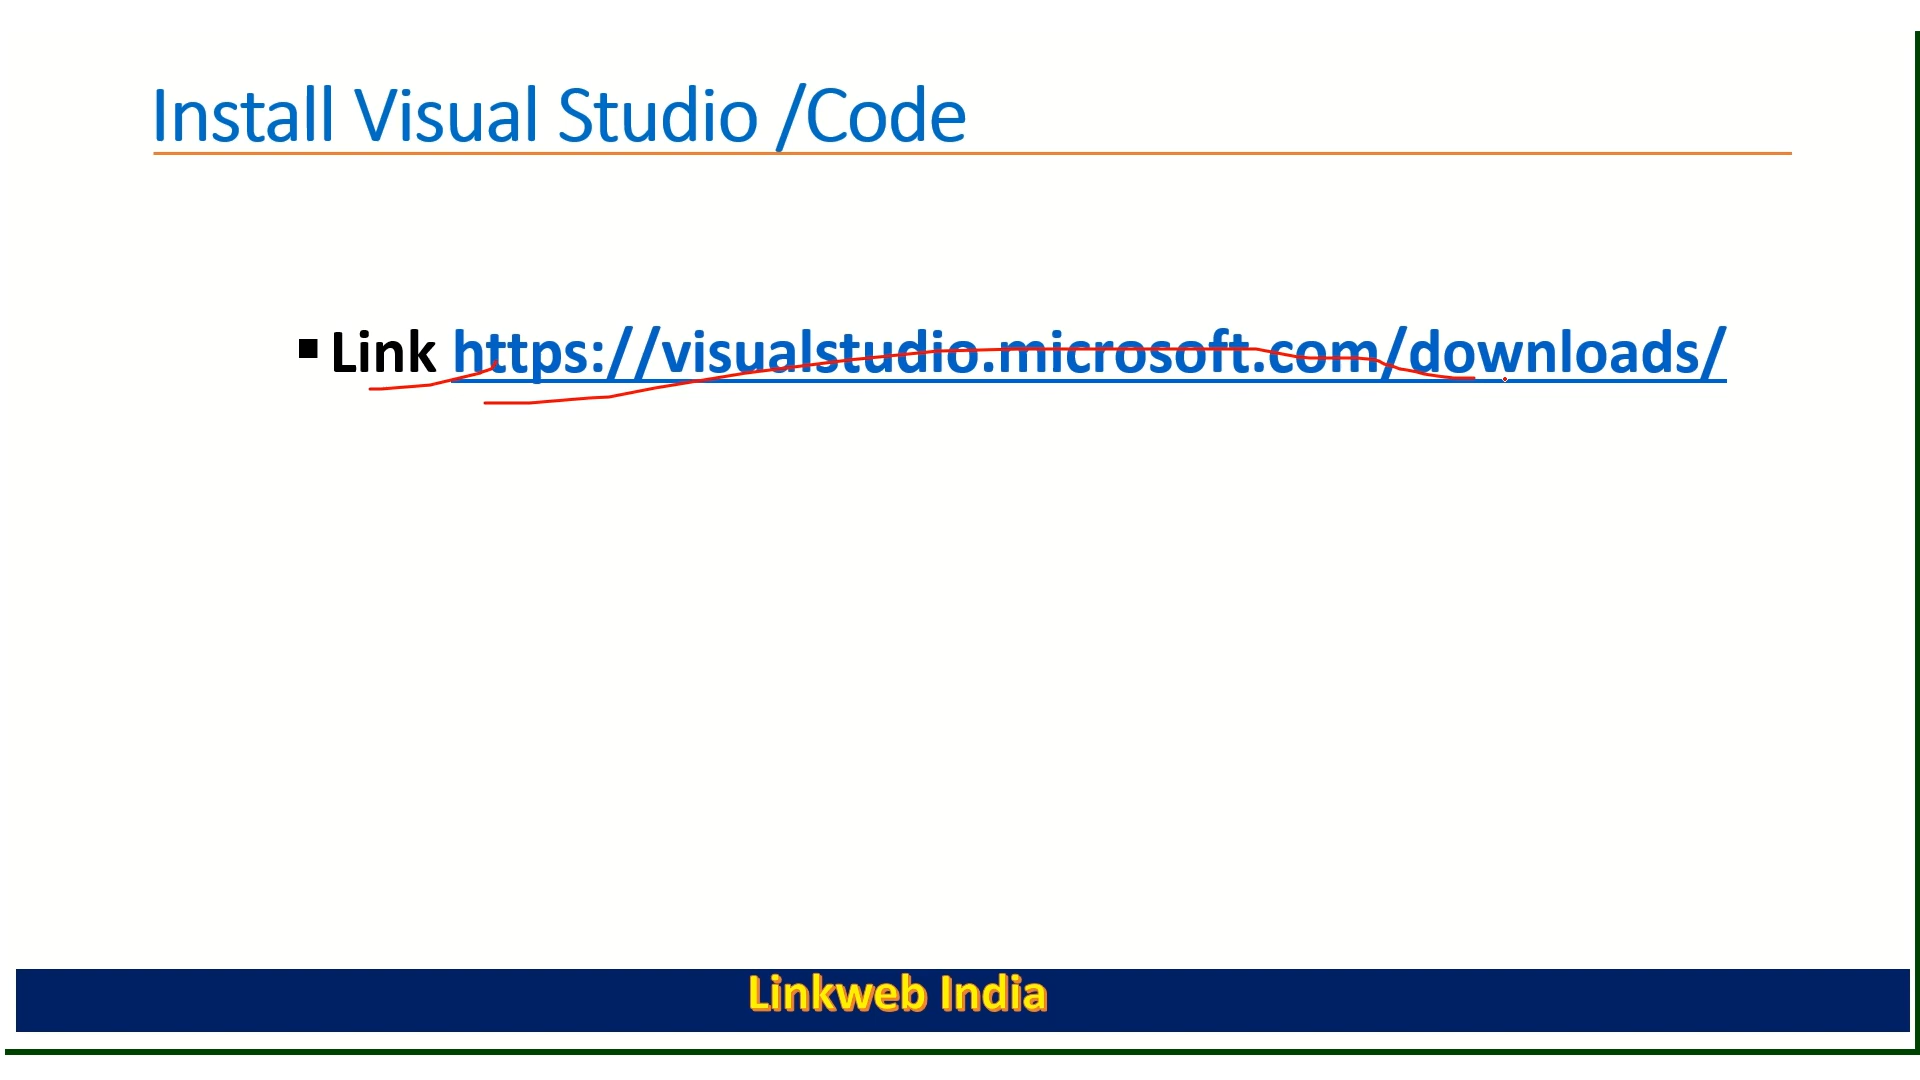 Install Visual Studio /Code
▪ Link https://visualstudio.microsoft.com/downloads/
Linkweb India